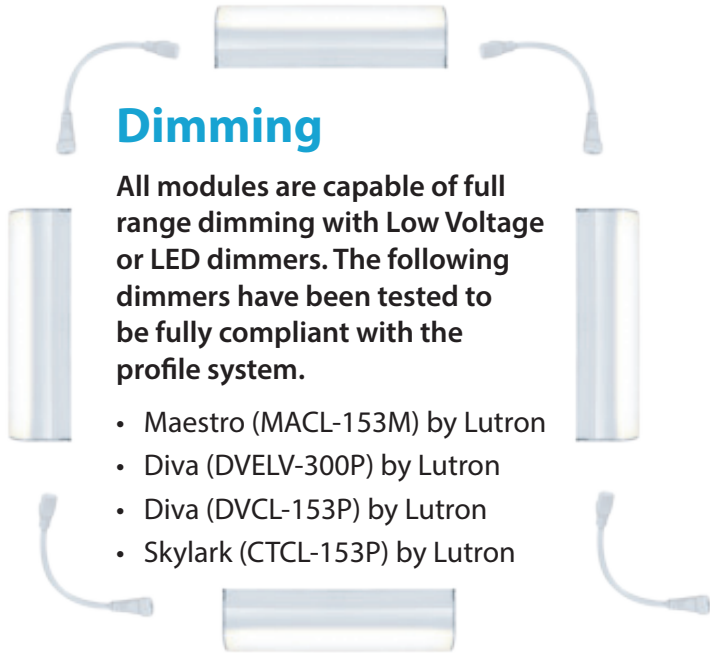 Dimming
All modules are capable of full
range dimming with Low Voltage
or LED dimmers. The following
dimmers have been tested to
be fully compliant with the
profile system.
• Maestro (MACL-153M) by Lutron
• Diva (DVELV-300P) by Lutron
• Diva (DVCL-153P) by Lutron
• Skylark (CTCL-153P) by Lutron